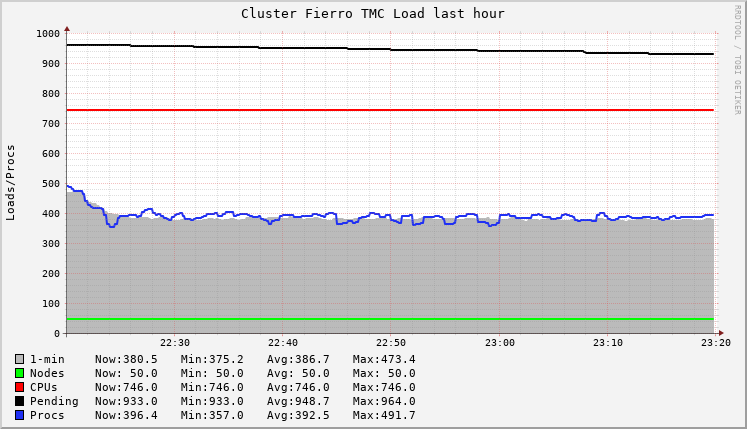 Cluster Fierro TMC Load last hour
RRDTOOL / TOBI OETIKER
Loads/Procs
1000
900
800
700
600
500
400
300
200
100
0
22:30 22:40 22:50 23:00 23:10 23:20
1-min Now:380.5 Min:375.2 Avg:386.7 Max:473.4
Nodes Now: 50.0 Min: 50.0 Avg: 50.0 Max: 50.0
CPUs Now:746.0 Min:746.0 Avg:746.0 Max:746.0
Pending Now:933.0 Min:933.0 Avg:948.7 Max:964.0
Procs Now:396.4 Min:357.0 Avg:392.5 Max:491.7